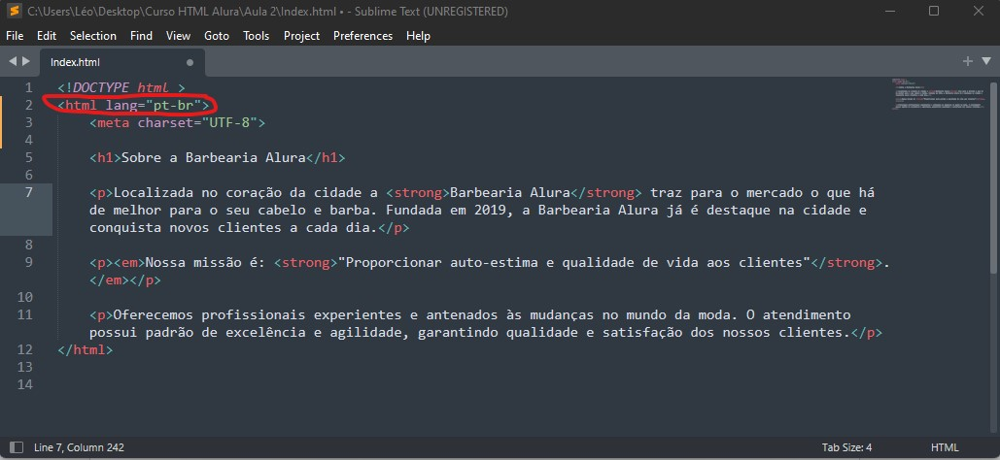 C:\Users\Léo\Desktop\Curso HTML Alura\Aula 2\Index.html • - Sublime Text (UNREGISTERED)
File Edit Selection Find View Goto Tools Project Preferences Help
Index.html
1 <!DOCTYPE html >
2 <html lang="pt-br">
3 <meta charset="UTF-8">
4
5 <h1>Sobre a Barbearia Alura</h1>
6
7 <p>Localizada no coração da cidade a <strong>Barbearia Alura</strong> traz para o mercado o que há
de melhor para o seu cabelo e barba. Fundada em 2019, a Barbearia Alura já é destaque na cidade e
conquista novos clientes a cada dia.</p>
8
9 <p><em>Nossa missão é: <strong>"Proporcionar auto-estima e qualidade de vida aos clientes"</strong>.
</em></p>
10
11 <p>Oferecemos profissionais experientes e antenados às mudanças no mundo da moda. O atendimento
possui padrão de excelência e agilidade, garantindo qualidade e satisfação dos nossos clientes.</p>
12 </html>
13
14
Line 7, Column 242 Tab Size: 4 HTML